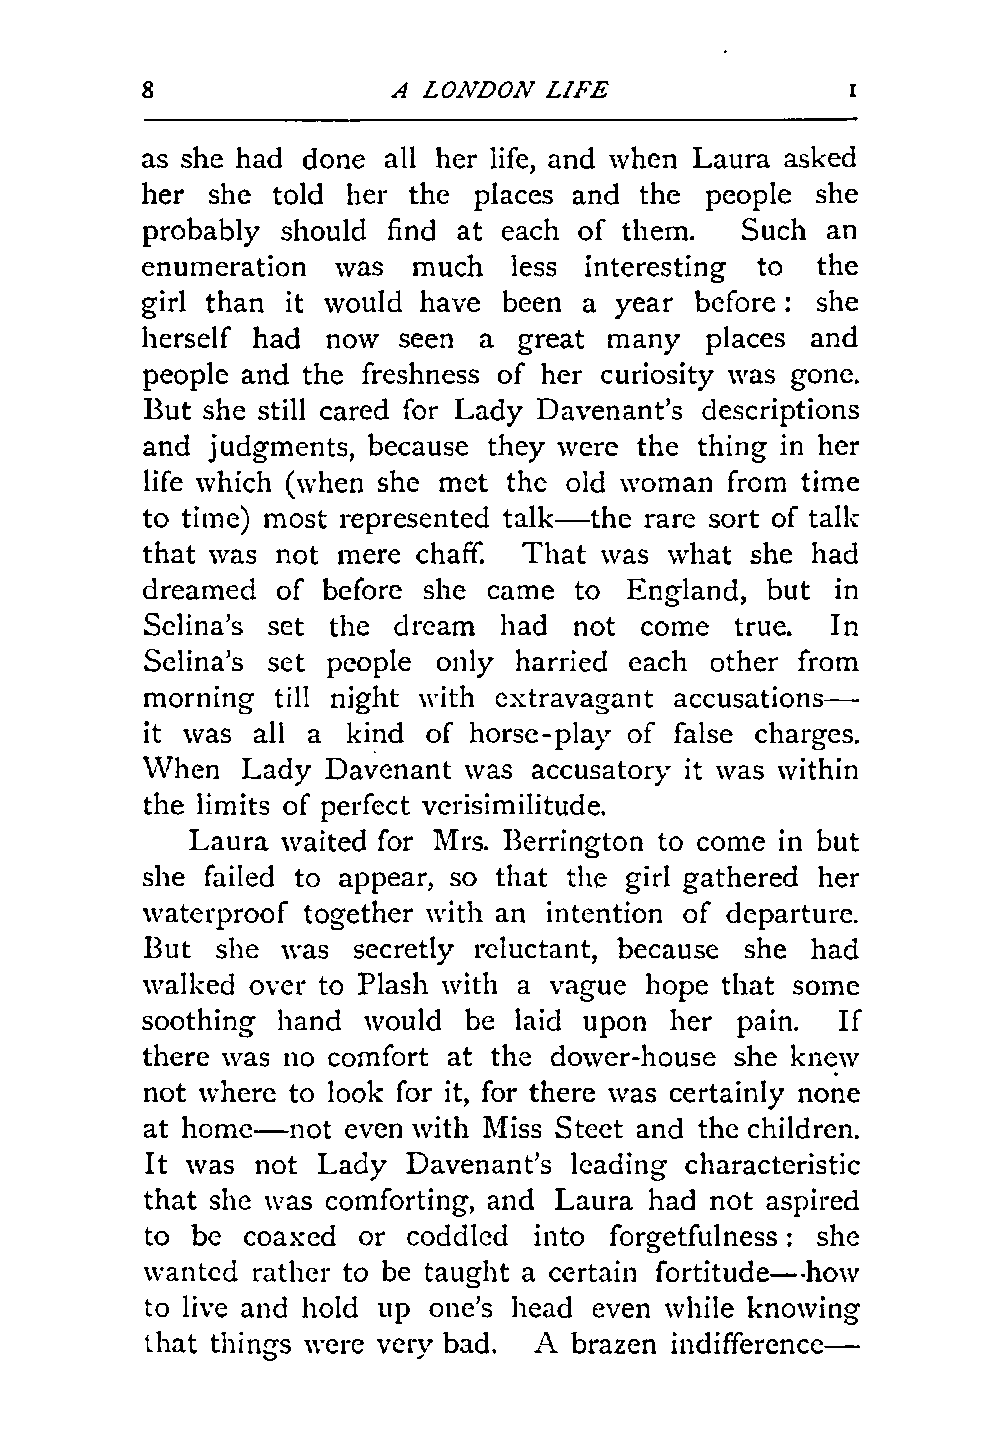 8 A LONDON LIFE I
as she had done all her life, and when Laura asked
her she told her the places and the people she
probably should find at each of them. Such an
enumeration was much less interesting to the
girl than it would have been a year before: she
herself had now seen a great many places and
people and the freshness of her curiosity was gone.
But she still cared for Lady Davenant's descriptions
and judgments, because they were the thing in her
life which (when she met the old woman from time
to time) most represented talk—the rare sort of talk
that was not mere chaff. That was what she had
dreamed of before she came to England, but in
Selina's set the dream had not come true. In
Selina's set people only harried each other from
morning till night with extravagant accusations—
it was all a kind of horse-play of false charges.
When Lady Davenant was accusatory it was within
the limits of perfect verisimilitude.
Laura waited for Mrs. Berrington to come in but
she failed to appear, so that the girl gathered her
waterproof together with an intention of departure.
But she was secretly reluctant, because she had
walked over to Plash with a vague hope that some
soothing hand would be laid upon her pain. If
there was no comfort at the dower-house she knew
not where to look for it, for there was certainly none
at home—not even with Miss Steet and the children.
It was not Lady Davenant's leading characteristic
that she was comforting, and Laura had not aspired
to be coaxed or coddled into forgetfulness: she
wanted rather to be taught a certain fortitude—how
to live and hold up one's head even while knowing
that things were very bad. A brazen indifference—